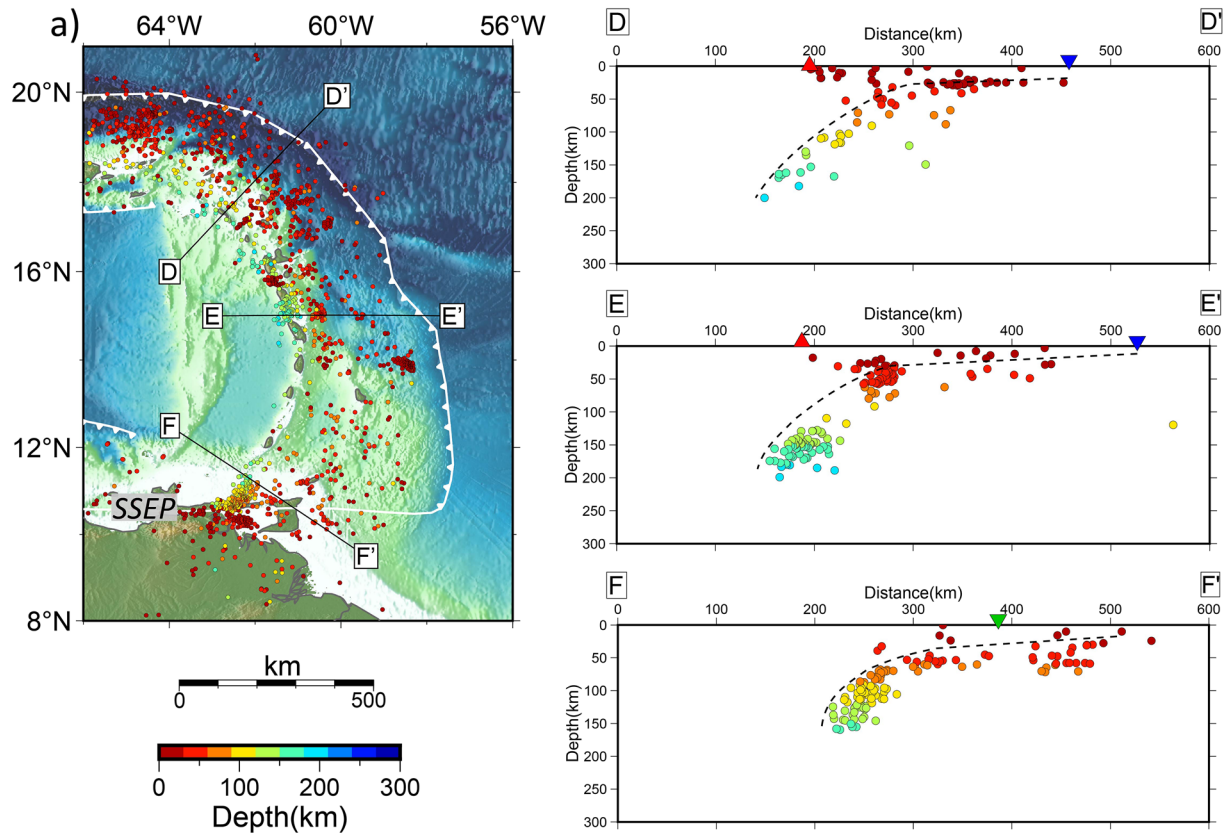 a)
64°W 60°W 56°W
20°N
16°N
12°N
8°N
D'
D
E E'
F
SSEP
F'
km
0 500
0 100 200 300
Depth(km)
D D'
Distance(km)
0 100 200 300 400 500 600
0
50
100
150
200
250
300
Depth(km)
E E'
Distance(km)
0 100 200 300 400 500 600
0
50
100
150
200
250
300
Depth(km)
F F'
Distance(km)
0 100 200 300 400 500 600
0
50
100
150
200
250
300
Depth(km)